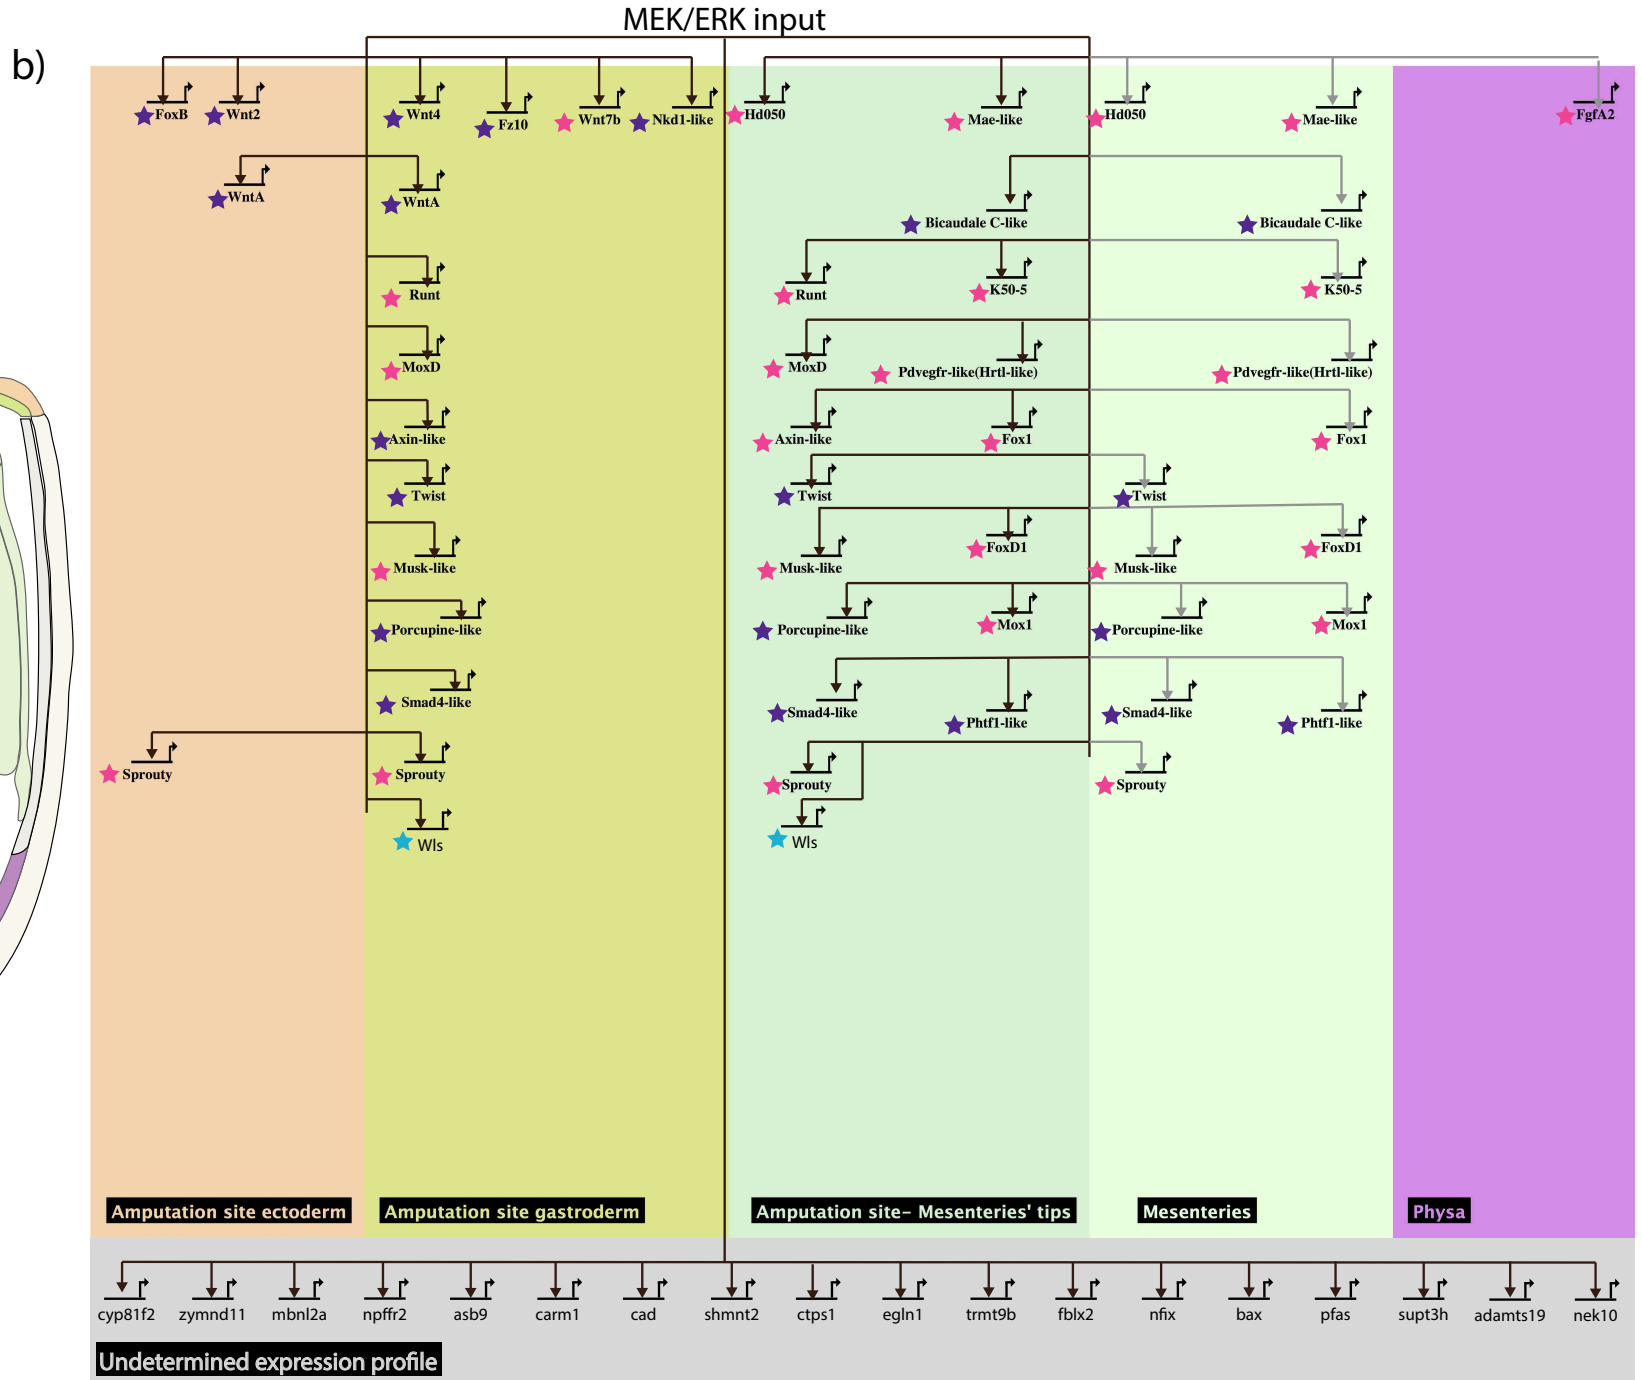 MEK/ERK input
b)
FoxB Wnt2 Wnt4 Fz10 Wnt7b Nkd1-like Hd050 Mae-like Hd050 Mae-like FgfA2
WntA WntA
Bicaudale C-like Bicaudale C-like
Runt Runt K50-5 K50-5
MoxD MoxD Pdvegfr-like(Hrtl-like) Pdvegfr-like(Hrtl-like)
Axin-like Axin-like Fox1 Fox1
Twist Twist Twist
Musk-like Musk-like FoxD1 Musk-like FoxD1
Porcupine-like Porcupine-like Mox1 Porcupine-like Mox1
Smad4-like Smad4-like Phtf1-like Smad4-like Phtf1-like
Sprouty Sprouty Sprouty Sprouty
Wls Wls
Amputation site ectoderm Amputation site gastroderm Amputation site- Mesenteries' tips Mesenteries Physa
cyp81f2 zymnd11 mbnl2a npffr2 asb9 carm1 cad shmnt2 ctps1 egln1 trmt9b fblx2 nfix bax pfas supt3h adamts19 nek10
Undetermined expression profile